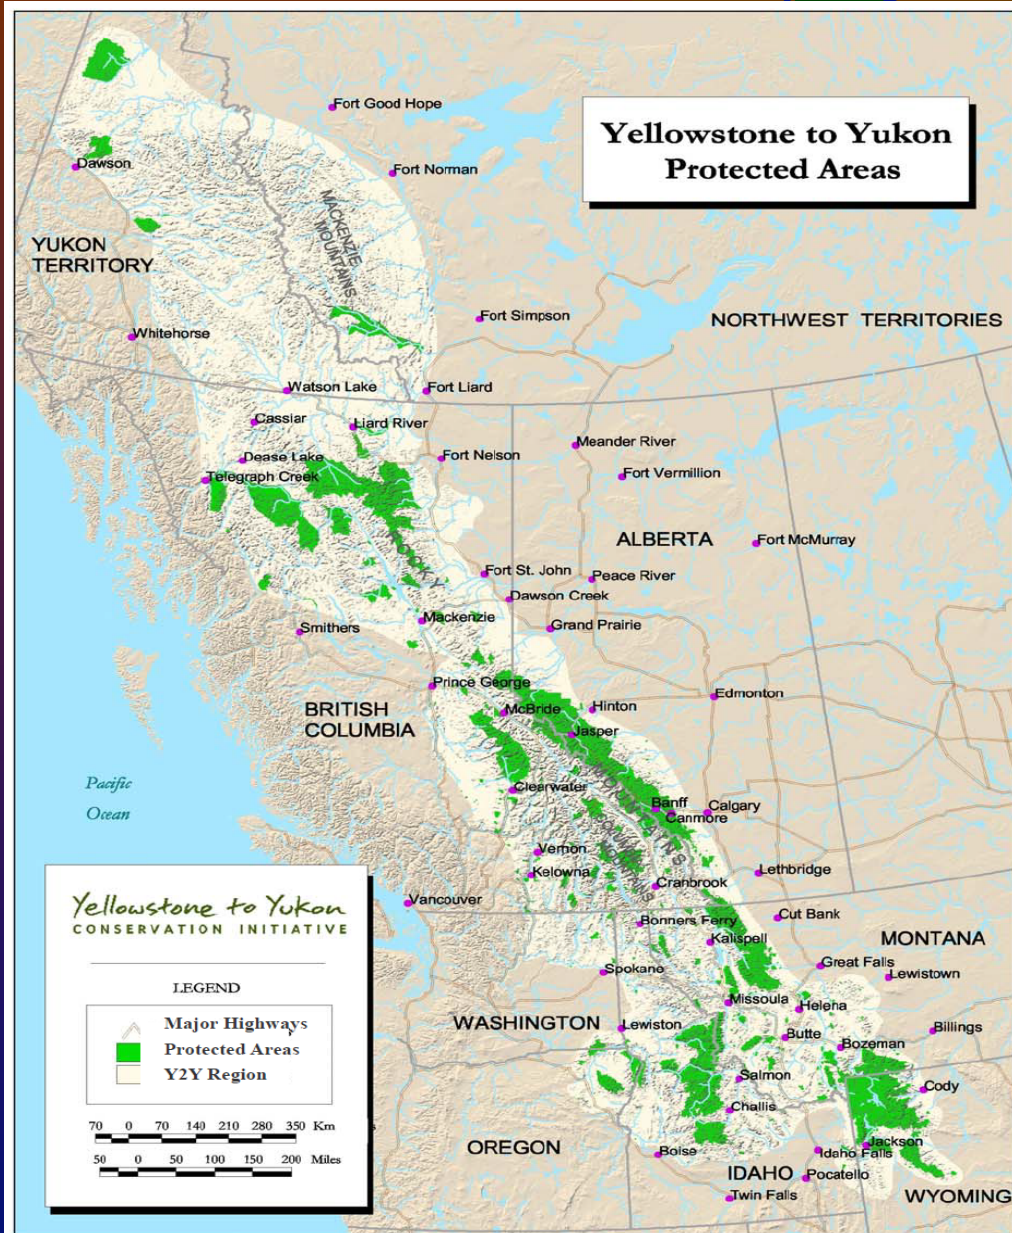 Fort Good Hope
Yellowstone to Yukon
Protected Areas
Dawson
Fort Norman
MACKENZIE
MOUNTAINS
YUKON
TERRITORY
Fort Simpson
NORTHWEST TERRITORIES
Whitehorse
Watson Lake
Fort Liard
Cassiar
Liard River
Meander River
Dease Lake
Fort Nelson
Telegraph Creek
Fort Vermillion
ALBERTA
Fort McMurray
ROCKY
Fort St. John
Peace River
Dawson Creek
Mackenzie
Grand Prairie
Smithers
Prince George
Edmonton
BRITISH
COLUMBIA
McBride
Hinton
Jasper
Pacific
Ocean
Clearwater
MOUNTAINS
Banff
Calgary
Canmore
COLUMBIA
MOUNTAINS
Vernon
Kelowna
Lethbridge
Cranbrook
Vancouver
Bonners Ferry
Cut Bank
Kalispell
MONTANA
Great Falls
Spokane
Lewistown
Missoula
Helena
WASHINGTON
Lewiston
Butte
Billings
Bozeman
Salmon
Cody
Challis
OREGON
Boise
Jackson
Idaho Falls
IDAHO
Pocatello
Twin Falls
WYOMING
Yellowstone to Yukon
CONSERVATION INITIATIVE
LEGEND
Major Highways
Protected Areas
Y2Y Region
70 0 70 140 210 280 350 Km
s
50 0 50 100 150 200 Miles